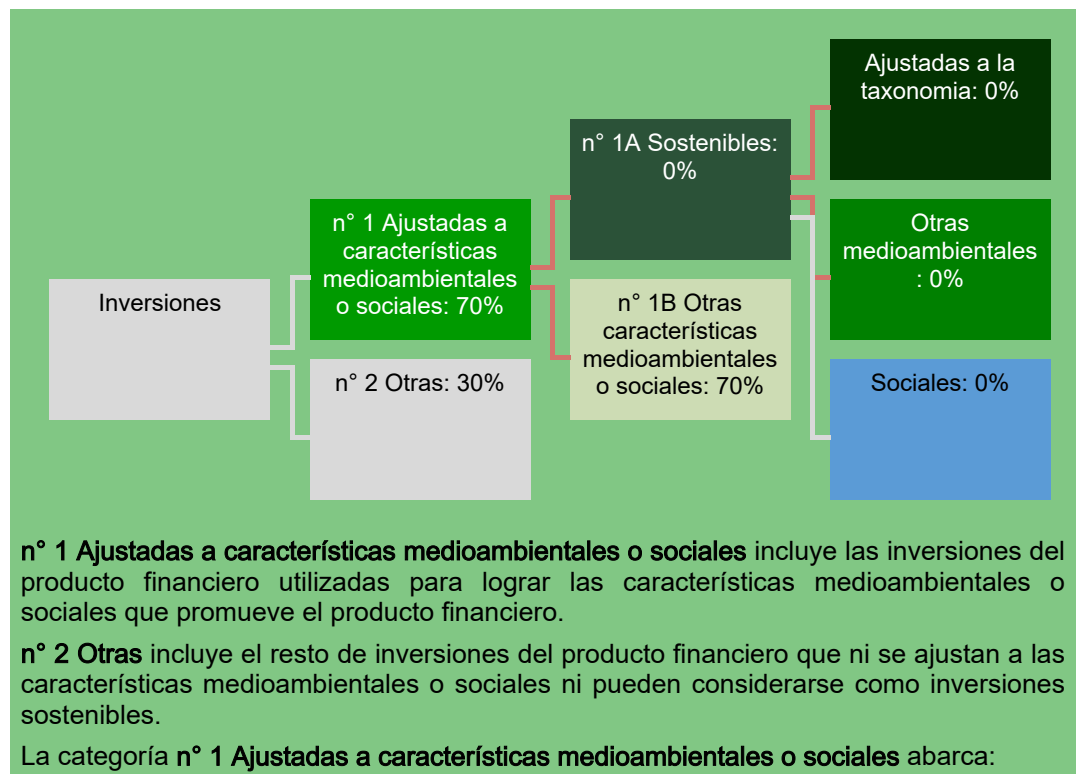 Ajustadas a la
taxonomia: 0%
n° 1A Sostenibles:
0%
n° 1 Ajustadas a
características
medioambientales
o sociales: 70%
Otras
medioambientales
: 0%
Inversiones
n° 1B Otras
características
medioambientales
o sociales: 70%
n° 2 Otras: 30%
Sociales: 0%
n° 1 Ajustadas a características medioambientales o sociales incluye las inversiones del
producto financiero utilizadas para lograr las características medioambientales o
sociales que promueve el producto financiero.
n° 2 Otras incluye el resto de inversiones del producto financiero que ni se ajustan a las
características medioambientales o sociales ni pueden considerarse como inversiones
sostenibles.
La categoría n° 1 Ajustadas a características medioambientales o sociales abarca: